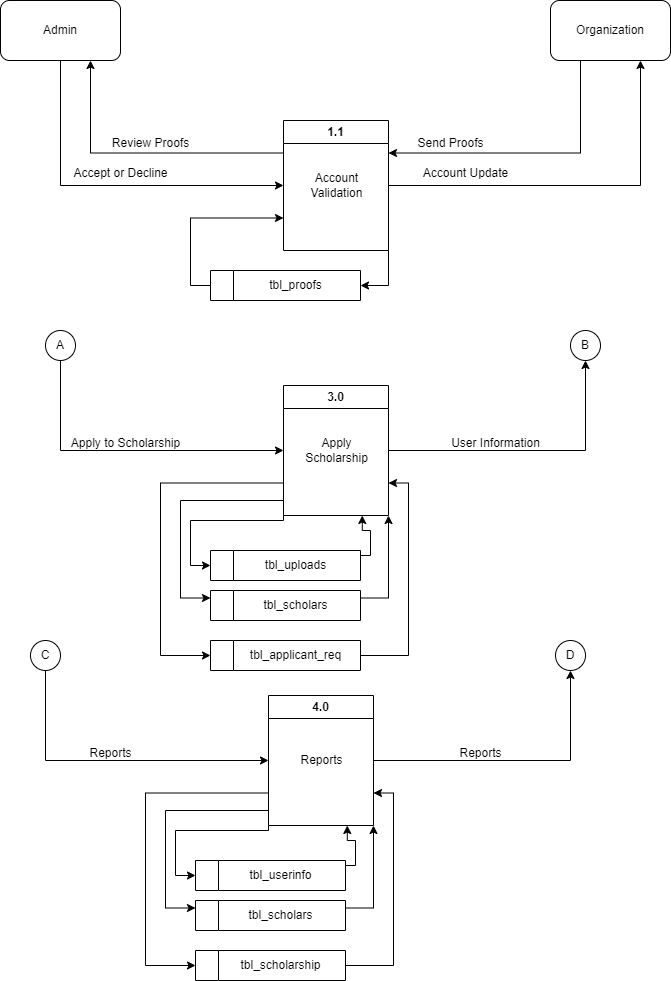 Admin
Organization
1.1
Review Proofs
Send Proofs
Accept or Decline
Account
Validation
Account Update
tbl_proofs
A
B
3.0
Apply to Scholarship
Apply
Scholarship
User Information
tbl_uploads
tbl_scholars
tbl_applicant_req
C
D
4.0
Reports
Reports
Reports
tbl_userinfo
tbl_scholars
tbl_scholarship